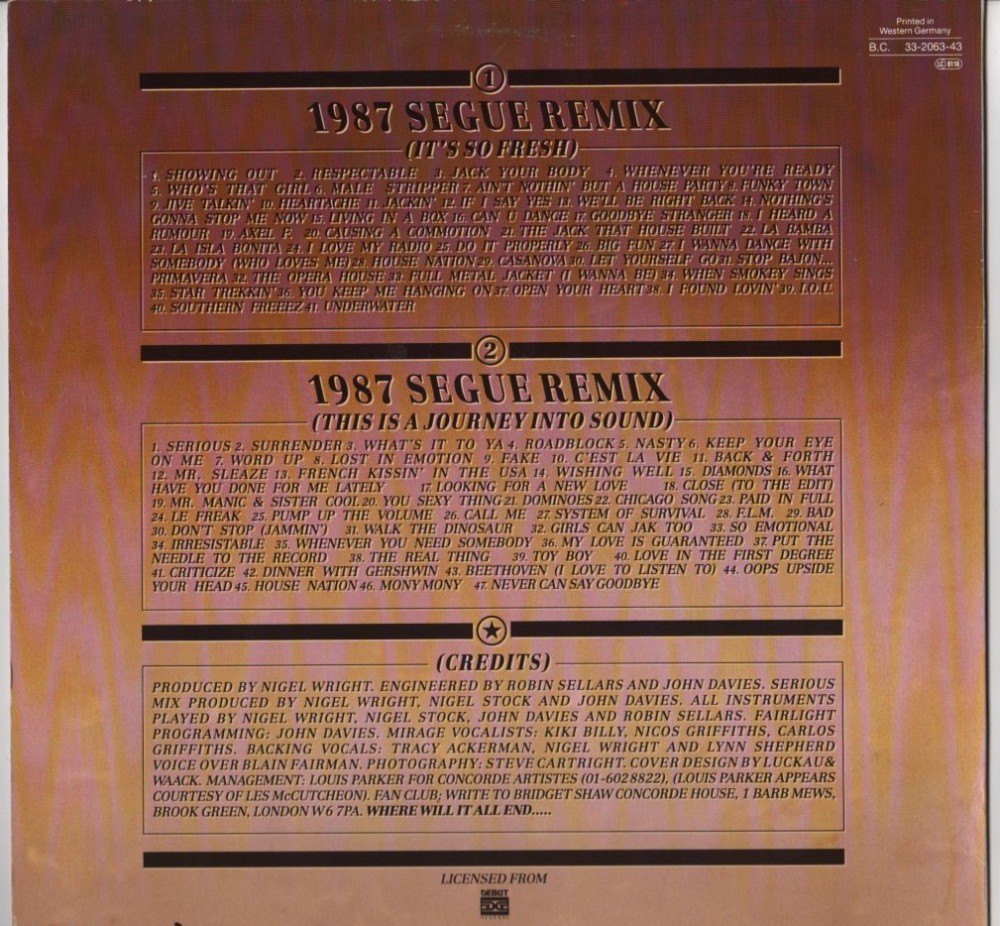 Printed in
Western Germany
B.C. 33-2063-43
1
1987 SEGUE REMIX
(IT'S SO FRESH)
1. SHOWING OUT 2. RESPECTABLE 3. JACK YOUR BODY 4. WHENEVER YOU'RE READY
5. WHO'S THAT GIRL 6. MALE STRIPPER 7. AIN'T NOTHIN' BUT A HOUSE PARTY 8. FUNKY TOWN
9. JIVE TALKIN' 10. HEARTACHE 11. JACKIN' 12. IF I SAY YES 13. WE'LL BE RIGHT BACK 14. NOTHING'S
GONNA STOP ME NOW 15. LIVING IN A BOX 16. CAN U DANCE 17. GOODBYE STRANGER 18. I HEARD A
RUMOUR 19. AXEL F. 20. CAUSING A COMMOTION 21. THE JACK THAT HOUSE BUILT 22. LA BAMBA
23. LA ISLA BONITA 24. I LOVE MY RADIO 25. DO IT PROPERLY 26. BIG FUN 27. I WANNA DANCE WITH
SOMEBODY (WHO LOVES ME) 28. HOUSE NATION 29. CASANOVA 30. LET YOURSELF GO 31. STOP BAJON...
PRIMAVERA 32. THE OPERA HOUSE 33. FULL METAL JACKET (I WANNA BE) 34. WHEN SMOKEY SINGS
35. STAR TREKKIN' 36. YOU KEEP ME HANGING ON 37. OPEN YOUR HEART 38. I FOUND LOVIN' 39. I.O.U.
40. SOUTHERN FREEEZ 41. UNDERWATER
2
1987 SEGUE REMIX
(THIS IS A JOURNEY INTO SOUND)
1. SERIOUS 2. SURRENDER 3. WHAT'S IT TO YA 4. ROADBLOCK 5. NASTY 6. KEEP YOUR EYE
ON ME 7. WORD UP 8. LOST IN EMOTION 9. FAKE 10. C'EST LA VIE 11. BACK & FORTH
12. MR. SLEAZE 13. FRENCH KISSIN' IN THE USA 14. WISHING WELL 15. DIAMONDS 16. WHAT
HAVE YOU DONE FOR ME LATELY 17. LOOKING FOR A NEW LOVE 18. CLOSE (TO THE EDIT)
19. MR. MANIC & SISTER COOL 20. YOU SEXY THING 21. DOMINOES 22. CHICAGO SONG 23. PAID IN FULL
24. LE FREAK 25. PUMP UP THE VOLUME 26. CALL ME 27. SYSTEM OF SURVIVAL 28. F.L.M. 29. BAD
30. DON'T STOP (JAMMIN') 31. WALK THE DINOSAUR 32. GIRLS CAN JAK TOO 33. SO EMOTIONAL
34. IRRESISTABLE 35. WHENEVER YOU NEED SOMEBODY 36. MY LOVE IS GUARANTEED 37. PUT THE
NEEDLE TO THE RECORD 38. THE REAL THING 39. TOY BOY 40. LOVE IN THE FIRST DEGREE
41. CRITICIZE 42. DINNER WITH GERSHWIN 43. BEETHOVEN (I LOVE TO LISTEN TO) 44. OOPS UPSIDE
YOUR HEAD 45. HOUSE NATION 46. MONY MONY 47. NEVER CAN SAY GOODBYE
(CREDITS)
PRODUCED BY NIGEL WRIGHT. ENGINEERED BY ROBIN SELLARS AND JOHN DAVIES. SERIOUS
MIX PRODUCED BY NIGEL WRIGHT, NIGEL STOCK AND JOHN DAVIES. ALL INSTRUMENTS
PLAYED BY NIGEL WRIGHT, NIGEL STOCK, JOHN DAVIES AND ROBIN SELLARS. FAIRLIGHT
PROGRAMMING: JOHN DAVIES. MIRAGE VOCALISTS: KIKI BILLY, NICOS GRIFFITHS, CARLOS
GRIFFITHS. BACKING VOCALS: TRACY ACKERMAN, NIGEL WRIGHT AND LYNN SHEPHERD
VOICE OVER BLAIN FAIRMAN. PHOTOGRAPHY: STEVE CARTRIGHT. COVER DESIGN BY LUCKAU &
WAACK. MANAGEMENT: LOUIS PARKER FOR CONCORDE ARTISTES (01-602 8822), (LOUIS PARKER APPEARS
COURTESY OF LES McCUTCHEON). FAN CLUB; WRITE TO BRIDGET SHAW CONCORDE HOUSE, 1 BARB MEWS,
BROOK GREEN, LONDON W6 7PA. WHERE WILL IT ALL END.....
LICENSED FROM
DEBUT